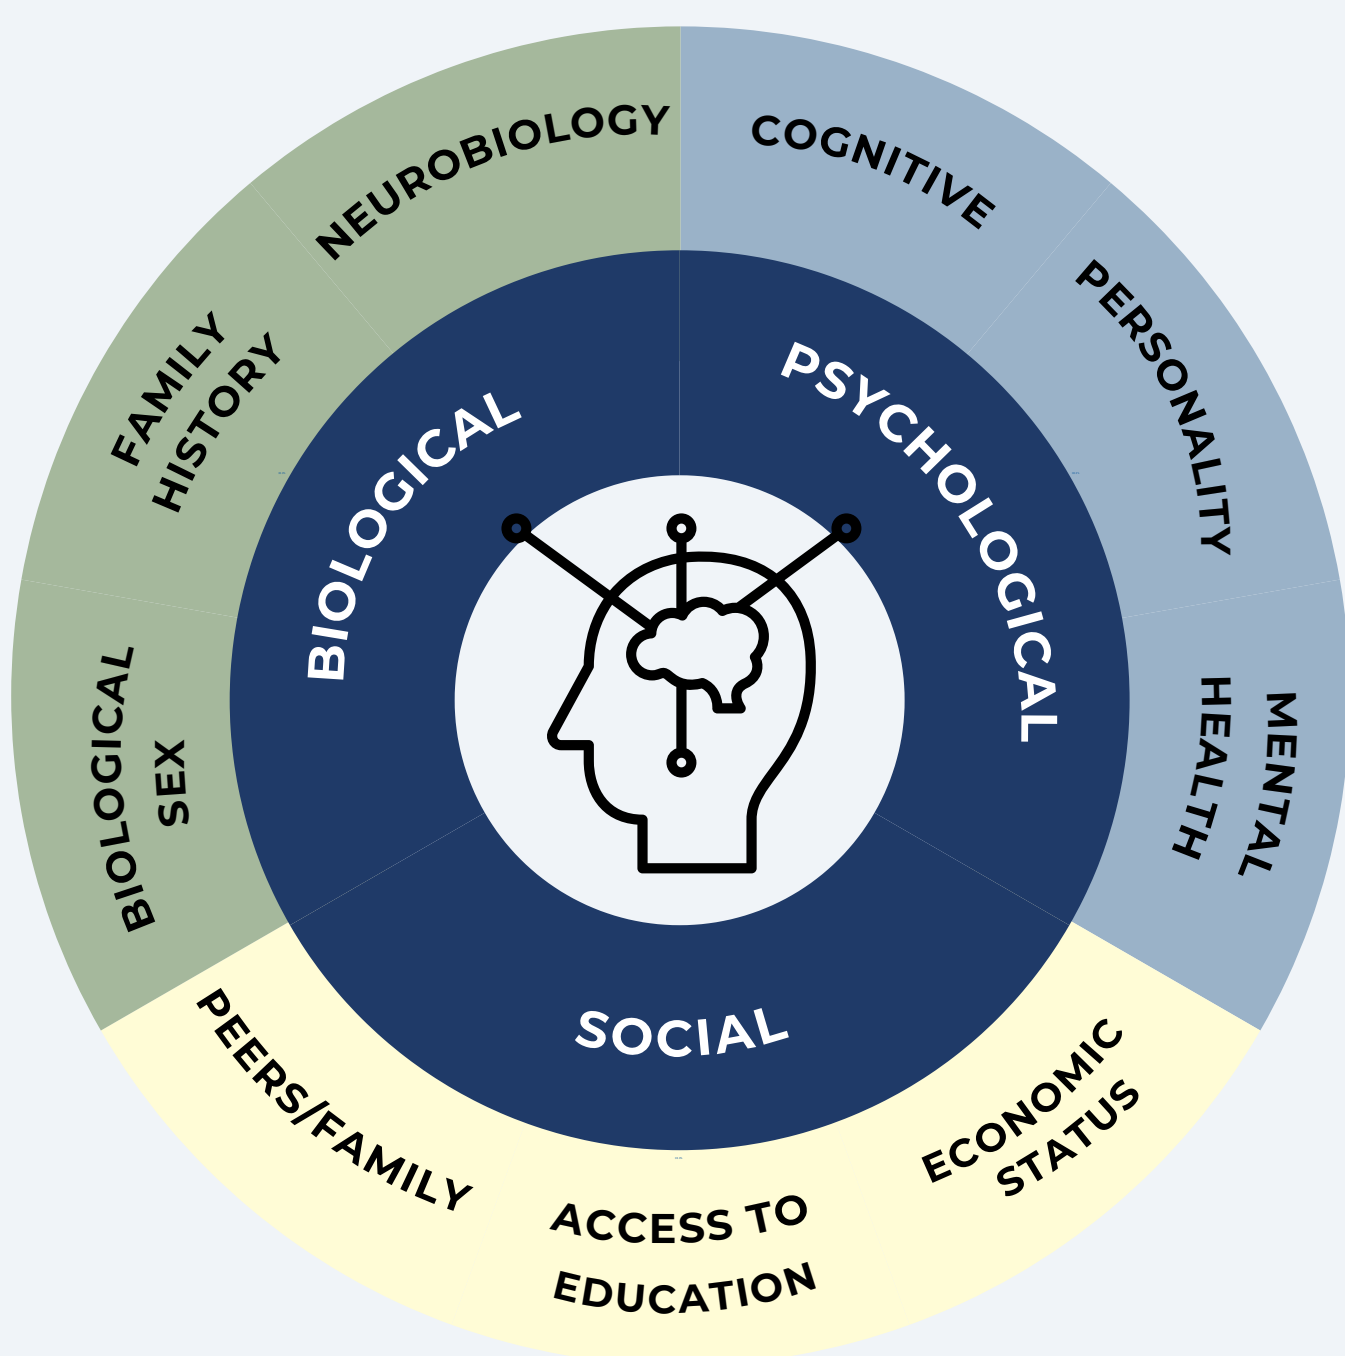 NEUROBIOLOGY
COGNITIVE
PERSONALITY
MENTAL
HEALTH
ECONOMIC
STATUS
ACCESS TO
EDUCATION
PEERS/FAMILY
BIOLOGICAL
SEX
FAMILY
HISTORY
BIOLOGICAL
PSYCHOLOGICAL
SOCIAL